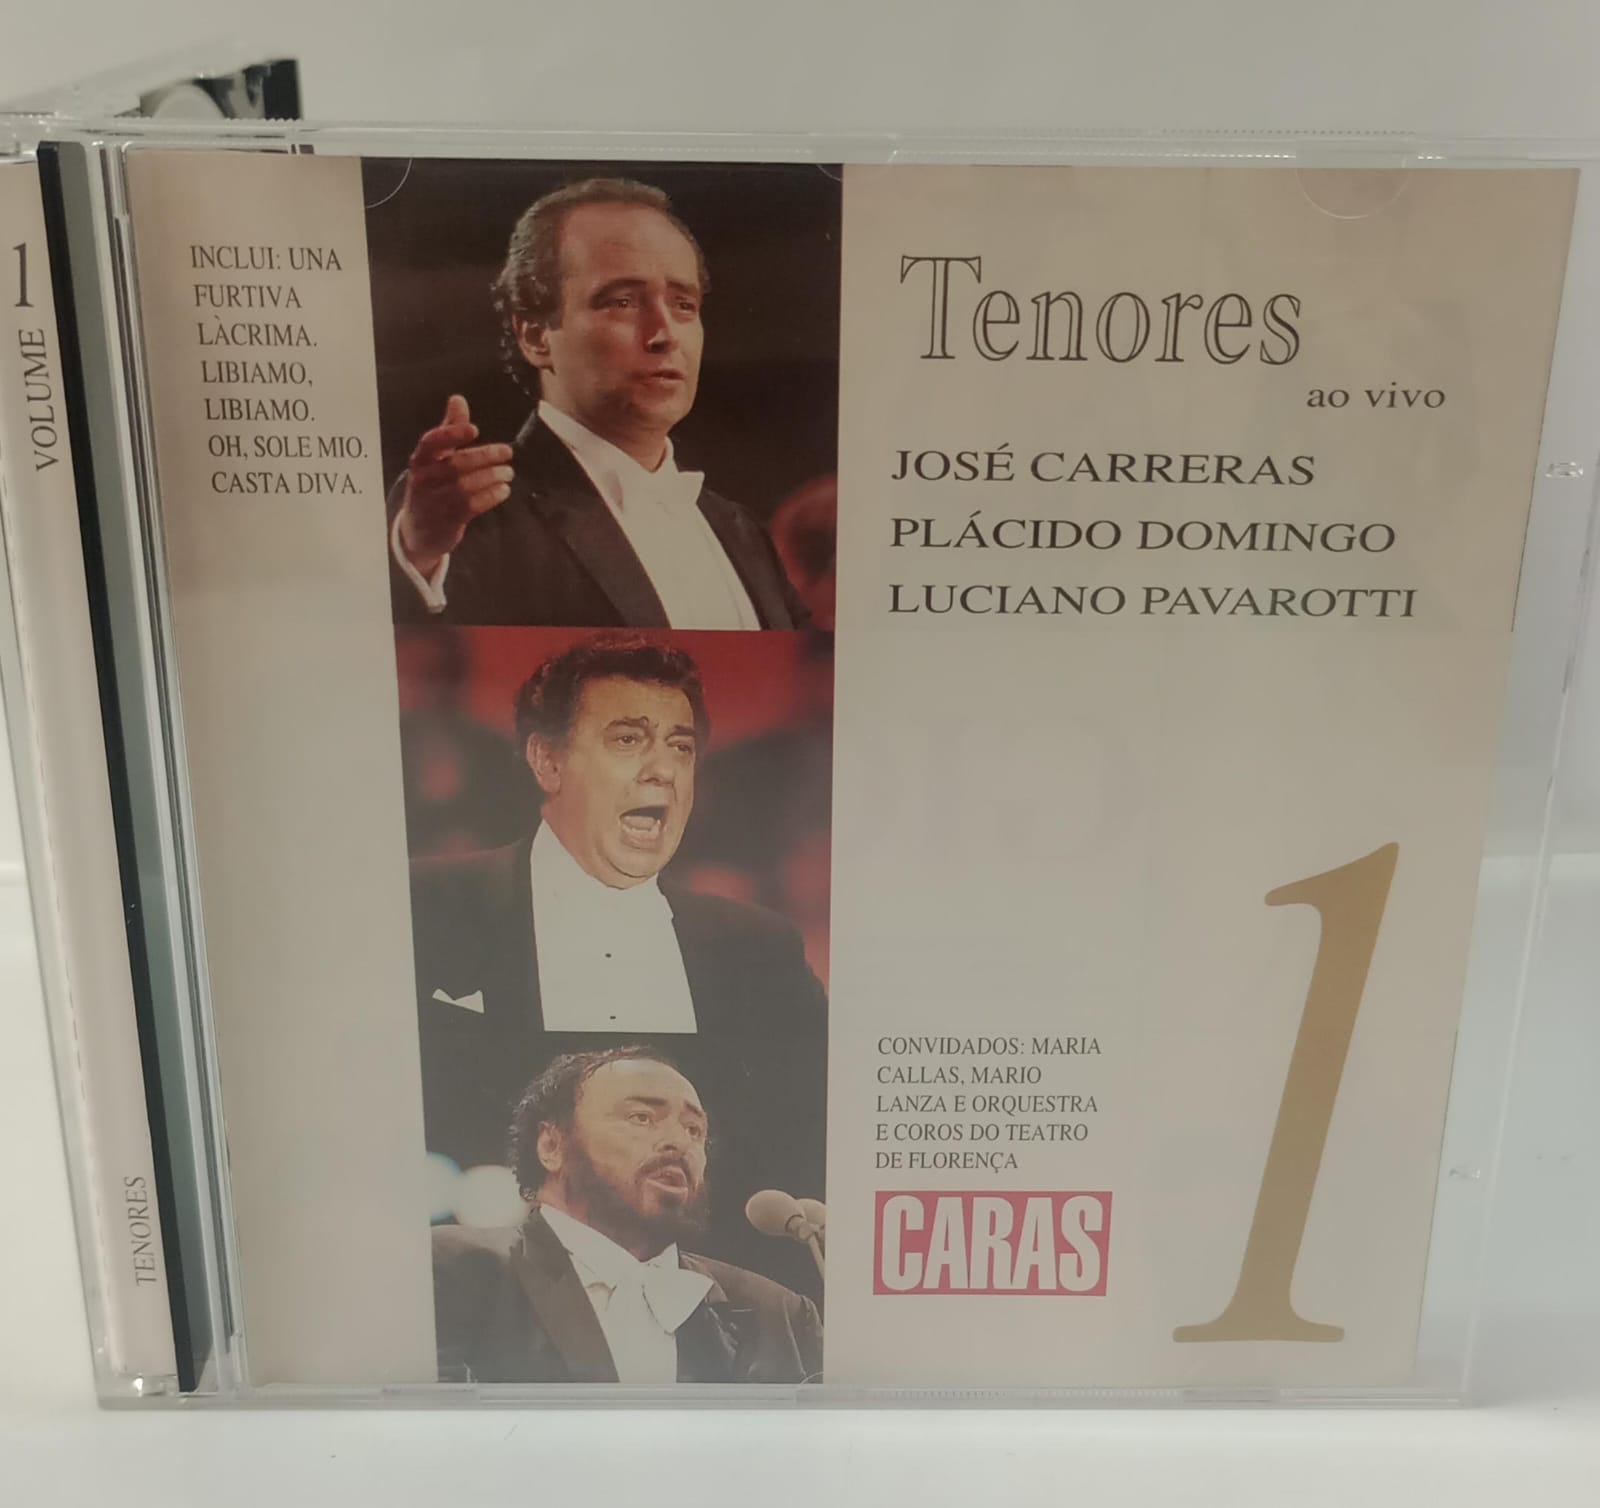 1
VOLUME
TENORES
INCLUI: UNA
FURTIVA
LÀCRIMA.
LIBIAMO,
LIBIAMO.
OH, SOLE MIO.
CASTA DIVA.
Tenores
ao vivo
JOSÉ CARRERAS
PLÁCIDO DOMINGO
LUCIANO PAVAROTTI
CONVIDADOS: MARIA
CALLAS, MARIO
LANZA E ORQUESTRA
E COROS DO TEATRO
DE FLORENÇA
CARAS
1